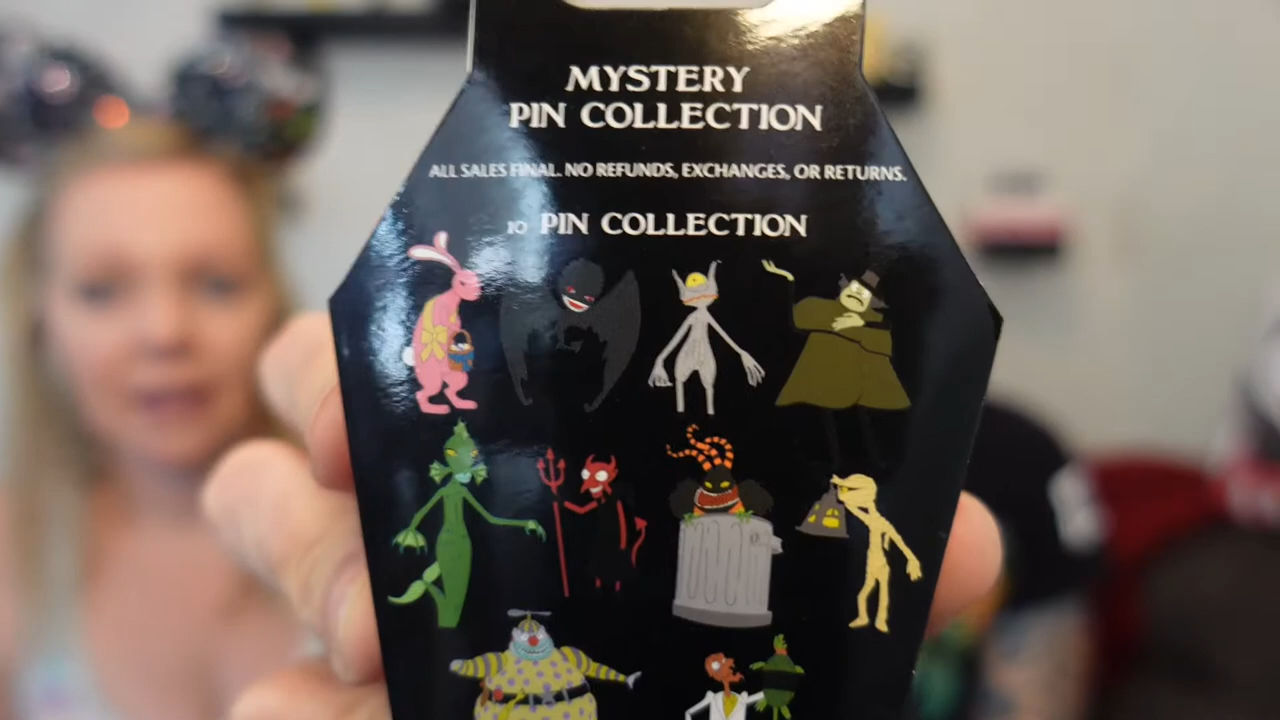 MYSTERY
PIN COLLECTION
ALL SALES FINAL. NO REFUNDS, EXCHANGES, OR RETURNS.
10 PIN COLLECTION